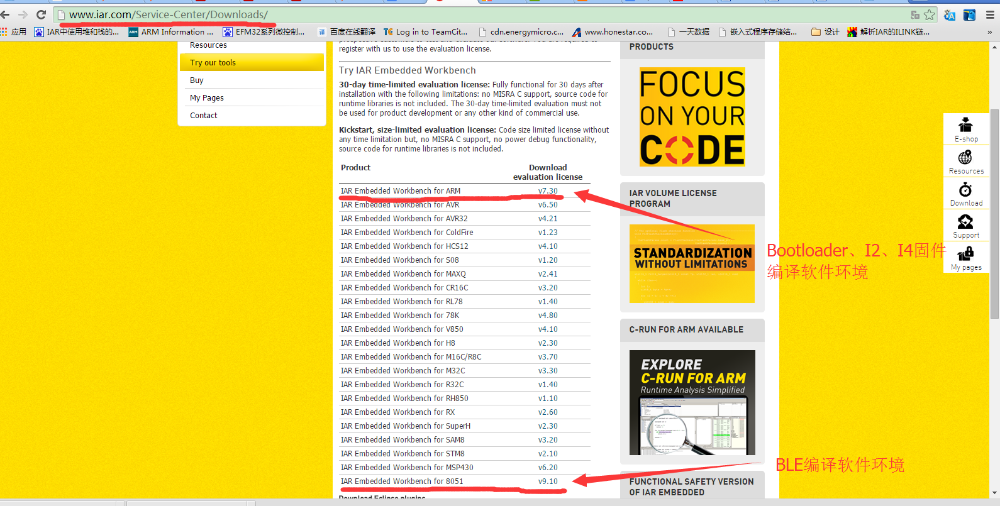 www.iar.com/Service-Center/Downloads/
应用
IAR中使用堆和栈的...
ARM Information ...
EFM32系列微控制...
百度在线翻译
Log in to TeamCit...
cdn.energymicro.c...
www.honestar.co...
一天数据
嵌入式程序存储结...
设计
解析IAR的ILINK链...
»
Resources
Try our tools
Buy
My Pages
Contact
register with us to use the evaluation license.
Try IAR Embedded Workbench
30-day time-limited evaluation license: Fully functional for 30 days after
installation with the following limitations: no MISRA C support, source code for
runtime libraries is not included. The 30-day time-limited evaluation must not
be used for product development or any other kind of commercial use.
Kickstart, size-limited evaluation license: Code size limited license without
any time limitation but, no MISRA C support, no power debug functionality,
source code for runtime libraries is not included.
Product Download
evaluation license
IAR Embedded Workbench for ARM v7.30
IAR Embedded Workbench for AVR v6.50
IAR Embedded Workbench for AVR32 v4.21
IAR Embedded Workbench for ColdFire v1.23
IAR Embedded Workbench for HCS12 v4.10
IAR Embedded Workbench for S08 v1.20
IAR Embedded Workbench for MAXQ v2.41
IAR Embedded Workbench for CR16C v3.20
IAR Embedded Workbench for RL78 v1.40
IAR Embedded Workbench for 78K v4.80
IAR Embedded Workbench for V850 v4.10
IAR Embedded Workbench for H8 v2.30
IAR Embedded Workbench for M16C/R8C v3.70
IAR Embedded Workbench for M32C v3.30
IAR Embedded Workbench for R32C v1.40
IAR Embedded Workbench for RH850 v1.10
IAR Embedded Workbench for RX v2.60
IAR Embedded Workbench for SuperH v2.30
IAR Embedded Workbench for SAM8 v3.20
IAR Embedded Workbench for STM8 v2.10
IAR Embedded Workbench for MSP430 v6.20
IAR Embedded Workbench for 8051 v9.10
Download Eclipse plugins
PRODUCTS
FOCUS
ON YOUR
CODE
IAR VOLUME LICENSE
PROGRAM
STANDARDIZATION
WITHOUT LIMITATIONS
C-RUN FOR ARM AVAILABLE
EXPLORE
C-RUN FOR ARM
Runtime Analysis Simplified
FUNCTIONAL SAFETY VERSION
OF IAR EMBEDDED
E-shop
Resources
Download
Support
My pages
Bootloader、I2、I4固件
编译软件环境
BLE编译软件环境